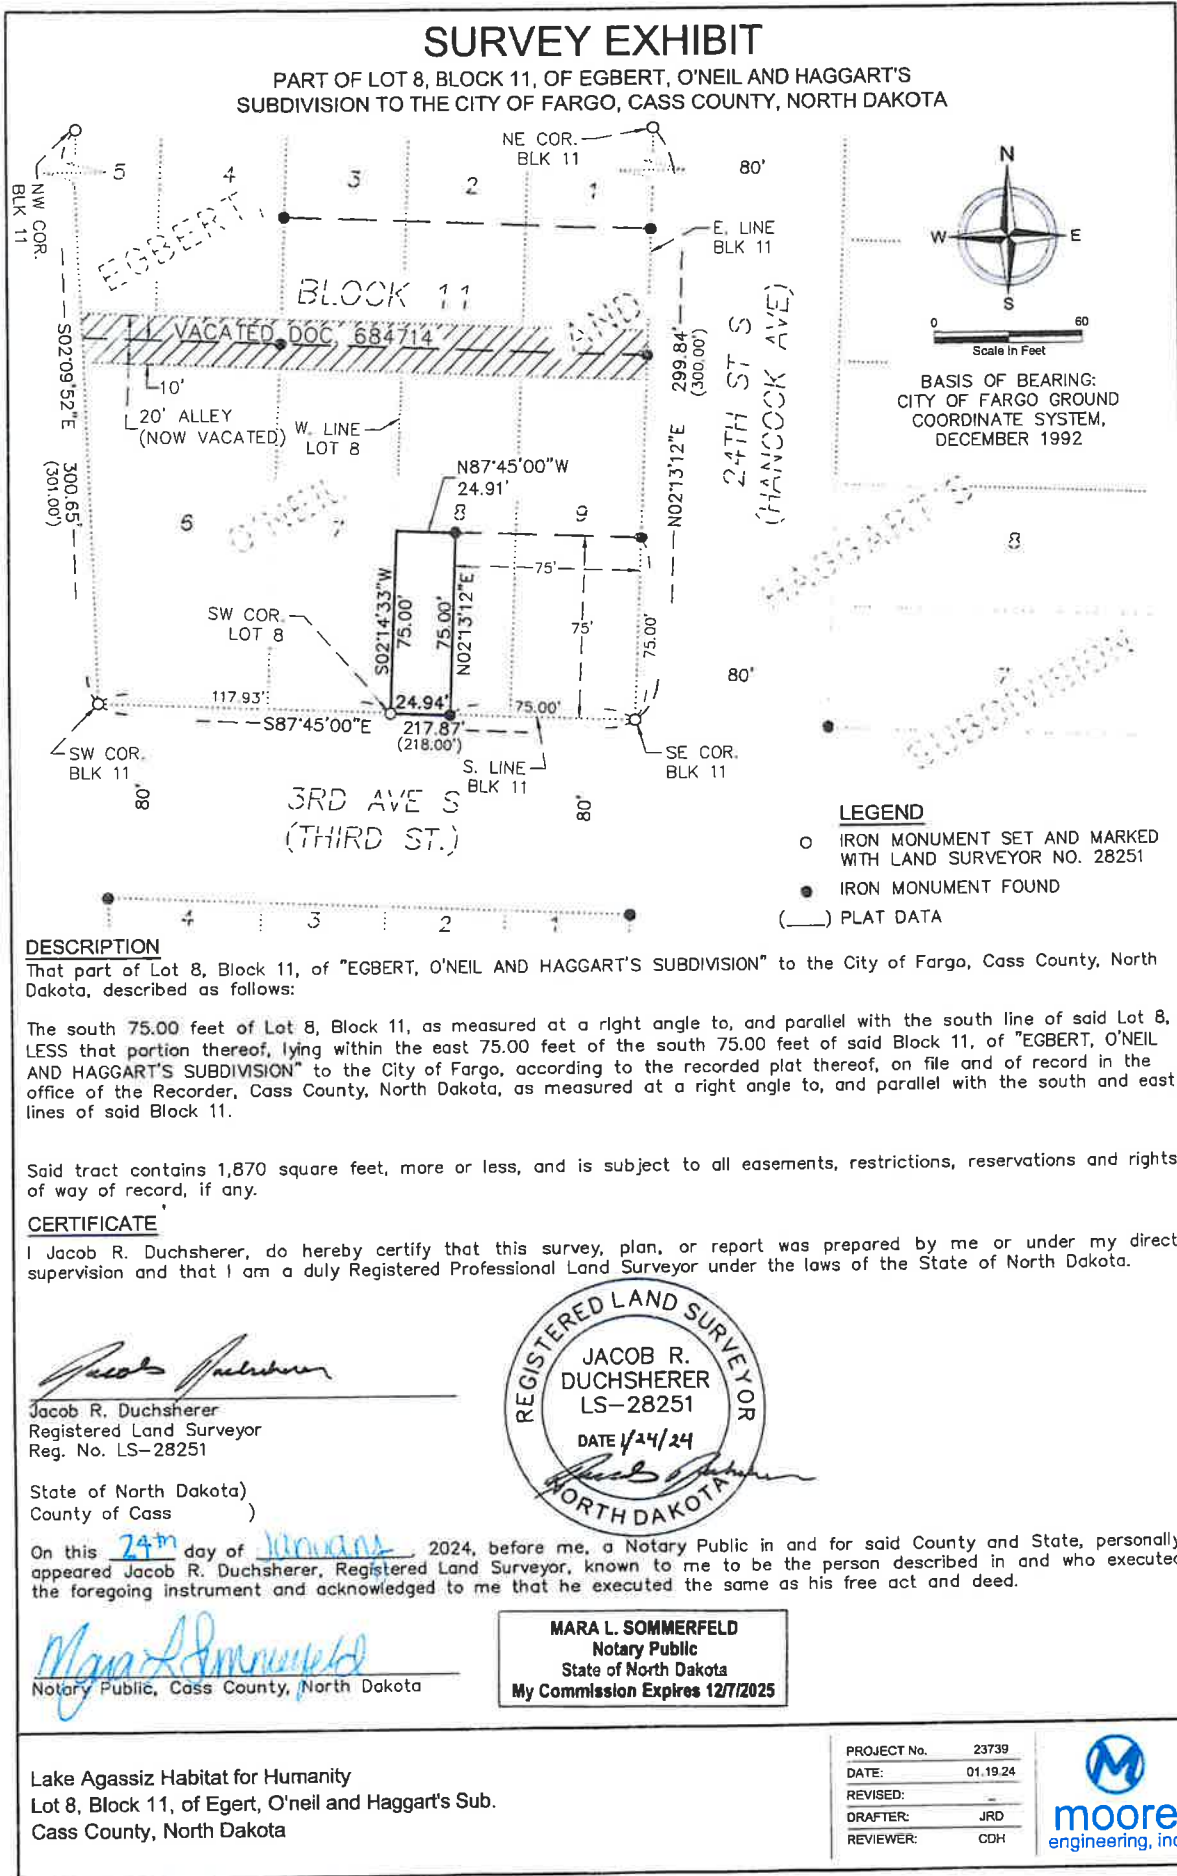 SURVEY EXHIBIT
PART OF LOT 8, BLOCK 11, OF EGBERT, O'NEIL AND HAGGART'S
SUBDIVISION TO THE CITY OF FARGO, CASS COUNTY, NORTH DAKOTA
NW COR.
BLK 11
NE COR.
BLK 11
5
4
3
2
1
80'
N
W
E
S
EGBERT,
E. LINE
BLK 11
BLOCK 11
AND
VACATED DOC. 684714
10'
20' ALLEY
(NOW VACATED)
W. LINE
LOT 8
S02°09'52"E
300.65'
(301.00')
299.84'
(300.00')
N02°13'12"E
24TH ST S
(HANCOCK AVE)
0
60
Scale in Feet
BASIS OF BEARING:
CITY OF FARGO GROUND
COORDINATE SYSTEM,
DECEMBER 1992
N87°45'00"W
24.91'
6
O'NEIL
7
8
9
HAGGART'S
8
75'
75'
S02°14'33"W
75.00'
75.00'
N02°13'12"E
75.00'
SW COR.
LOT 8
80'
7
SUBDIVISION
117.93'
24.94'
75.00'
S87°45'00"E
217.87'
(218.00')
SW COR.
BLK 11
S. LINE
BLK 11
SE COR.
BLK 11
80'
80'
3RD AVE S
(THIRD ST.)
LEGEND
IRON MONUMENT SET AND MARKED
WITH LAND SURVEYOR NO. 28251
IRON MONUMENT FOUND
(___) PLAT DATA
4
3
2
1
DESCRIPTION
That part of Lot 8, Block 11, of "EGBERT, O'NEIL AND HAGGART'S SUBDIVISION" to the City of Fargo, Cass County, North
Dakota, described as follows:
The south 75.00 feet of Lot 8, Block 11, as measured at a right angle to, and parallel with the south line of said Lot 8,
LESS that portion thereof, lying within the east 75.00 feet of the south 75.00 feet of said Block 11, of "EGBERT, O'NEIL
AND HAGGART'S SUBDIVISION" to the City of Fargo, according to the recorded plat thereof, on file and of record in the
office of the Recorder, Cass County, North Dakota, as measured at a right angle to, and parallel with the south and east
lines of said Block 11.
Said tract contains 1,870 square feet, more or less, and is subject to all easements, restrictions, reservations and rights
of way of record, if any.
CERTIFICATE
I Jacob R. Duchsherer, do hereby certify that this survey, plan, or report was prepared by me or under my direct
supervision and that I am a duly Registered Professional Land Surveyor under the laws of the State of North Dakota.
REGISTERED LAND SURVEYOR
JACOB R.
DUCHSHERER
LS-28251
DATE 1/24/24
Jacob Duchsherer
NORTH DAKOTA
Jacob Duchsherer
Jacob R. Duchsherer
Registered Land Surveyor
Reg. No. LS-28251
State of North Dakota)
County of Cass )
On this 24th day of January, 2024, before me, a Notary Public in and for said County and State, personally
appeared Jacob R. Duchsherer, Registered Land Surveyor, known to me to be the person described in and who executed
the foregoing instrument and acknowledged to me that he executed the same as his free act and deed.
Mara L Sommerfeld
Notary Public, Cass County, North Dakota
MARA L. SOMMERFELD
Notary Public
State of North Dakota
My Commission Expires 12/7/2025
Lake Agassiz Habitat for Humanity
Lot 8, Block 11, of Egert, O'neil and Haggart's Sub.
Cass County, North Dakota
PROJECT No. 23739
DATE: 01.19.24
REVISED: -
DRAFTER: JRD
REVIEWER: CDH
moore
engineering, inc